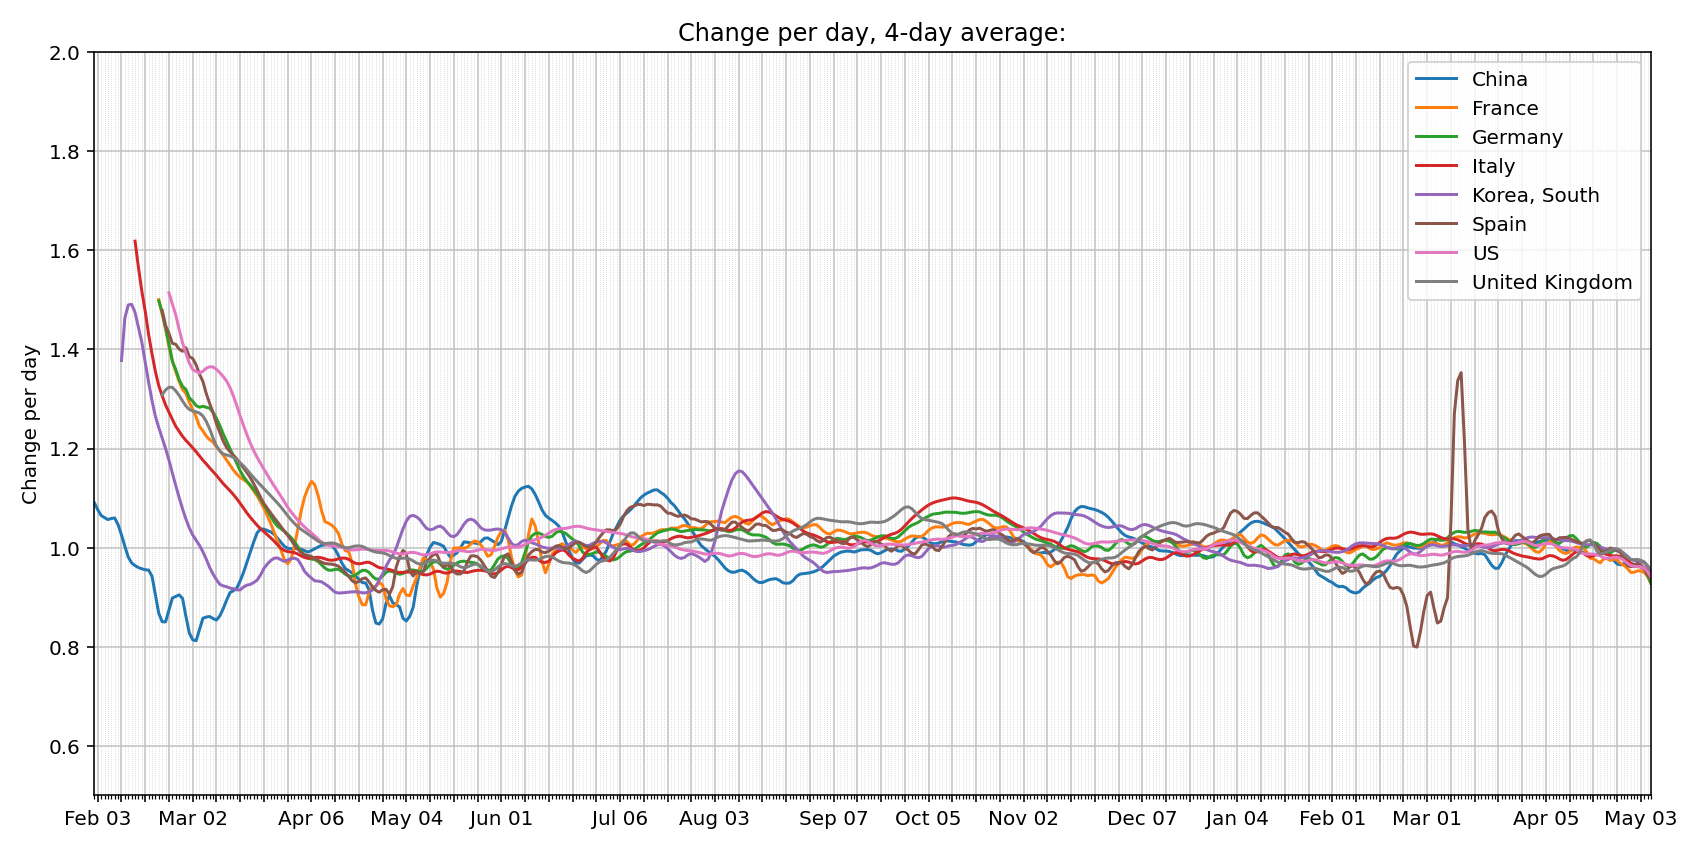 Change per day, 4-day average:
Change per day
2.0
1.8
1.6
1.4
1.2
1.0
0.8
0.6
China
France
Germany
Italy
Korea, South
Spain
US
United Kingdom
Feb 03 Mar 02 Apr 06 May 04 Jun 01 Jul 06 Aug 03 Sep 07 Oct 05 Nov 02 Dec 07 Jan 04 Feb 01 Mar 01 Apr 05 May 03